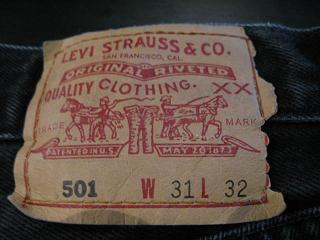 LEVI STRAUSS & CO.
SAN FRANCISCO, CAL.
ORIGINAL RIVETED
QUALITY CLOTHING.
XX
TRADE MARK
PATENTED IN U.S. MAY 20 1873
501 W 31 L 32